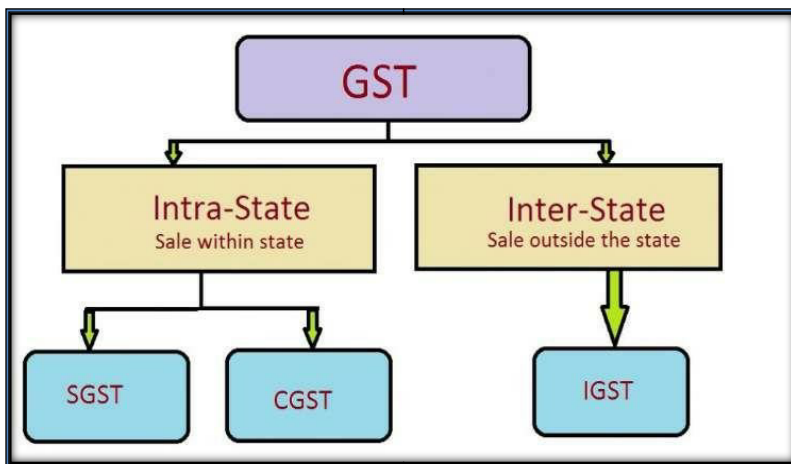 GST
Intra-State
Sale within state
Inter-State
Sale outside the state
SGST
CGST
IGST